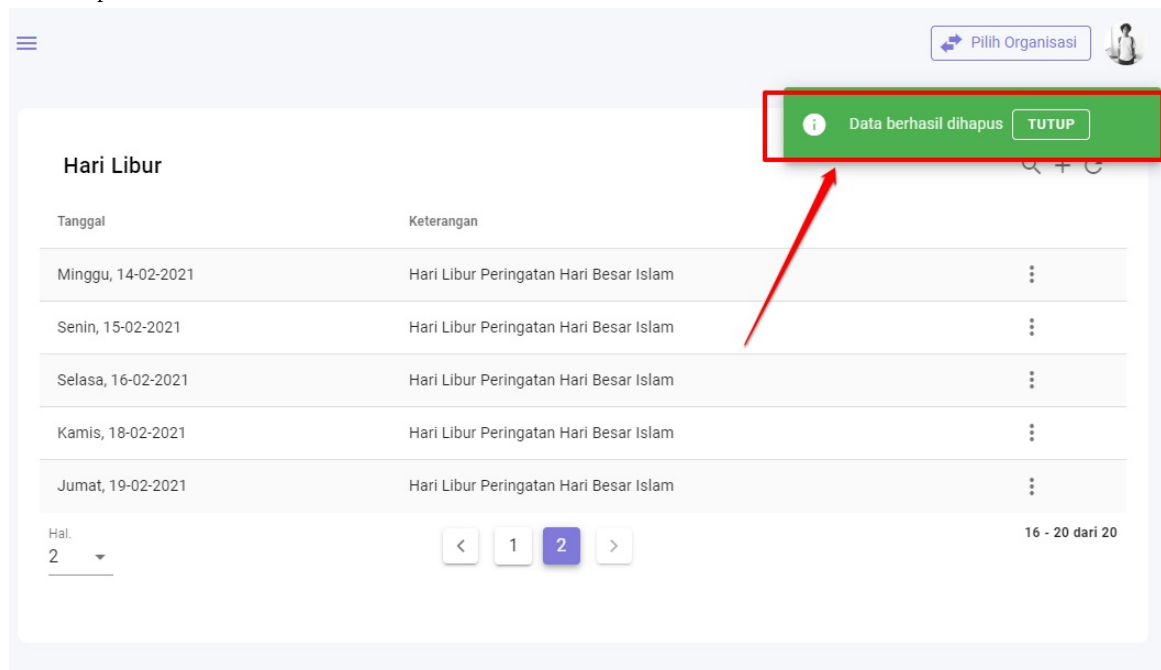 Pilih Organisasi
Data berhasil dihapus TUTUP
Hari Libur
Tanggal Keterangan
Minggu, 14-02-2021 Hari Libur Peringatan Hari Besar Islam
Senin, 15-02-2021 Hari Libur Peringatan Hari Besar Islam
Selasa, 16-02-2021 Hari Libur Peringatan Hari Besar Islam
Kamis, 18-02-2021 Hari Libur Peringatan Hari Besar Islam
Jumat, 19-02-2021 Hari Libur Peringatan Hari Besar Islam
Hal.
2 < 1 2 > 16 - 20 dari 20